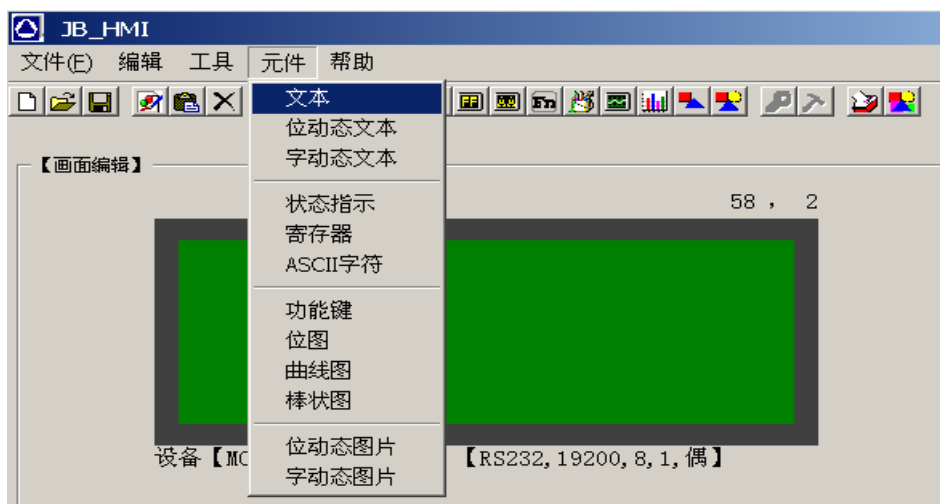 JB_HMI
文件(F) 编辑 工具 元件 帮助
文本
位动态文本
字动态文本
【画面编辑】
58 , 2
状态指示
寄存器
ASCII字符
功能键
位图
曲线图
棒状图
位动态图片
字动态图片
设备【MO
【RS232,19200,8,1,偶】
Fn